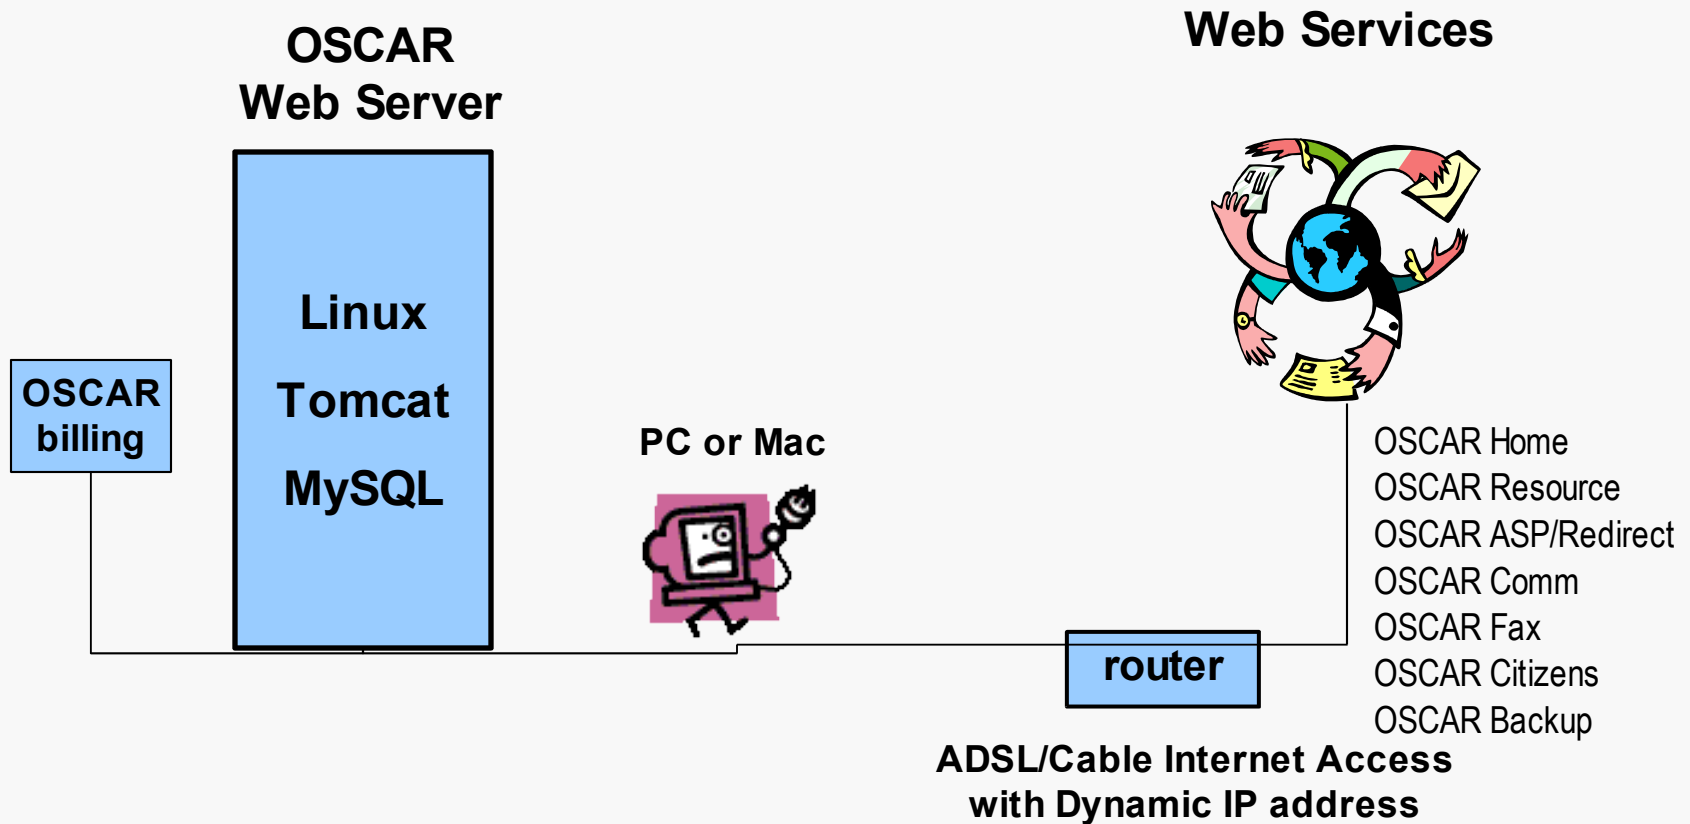 OSCAR
Web Server
Linux
Tomcat
MySQL
OSCAR
billing
PC or Mac
Web Services
OSCAR Home
OSCAR Resource
OSCAR ASP/Redirect
OSCAR Comm
OSCAR Fax
OSCAR Citizens
OSCAR Backup
router
ADSL/Cable Internet Access
with Dynamic IP address